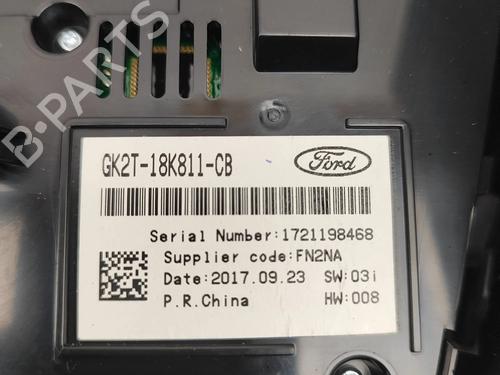 B-PARTS
GK2T-18K811-CB
Ford
Serial Number:1721198468
Supplier code:FN2NA
Date:2017.09.23 SW:03i
P.R.China HW:008